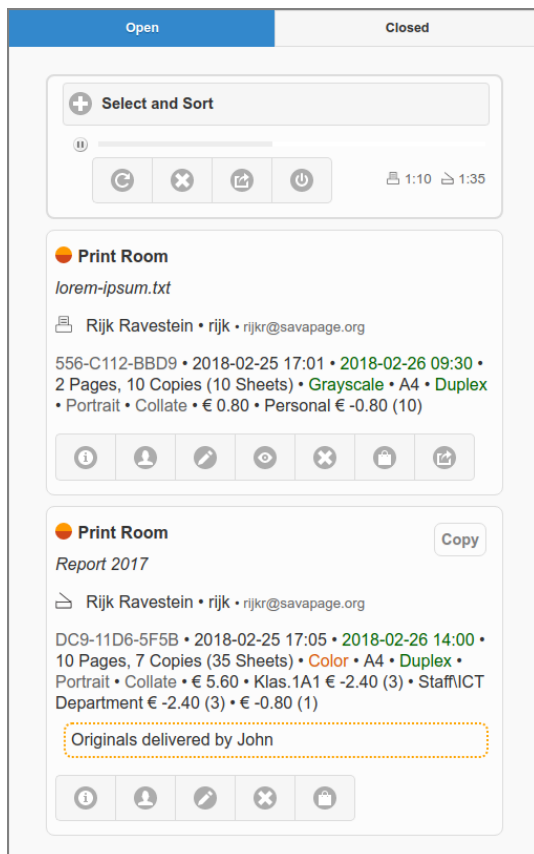 Open Closed
Select and Sort
1:10 1:35
Print Room
lorem-ipsum.txt
Rijk Ravestein • rijk • rijkr@savapage.org
556-C112-BBD9 • 2018-02-25 17:01 • 2018-02-26 09:30 •
2 Pages, 10 Copies (10 Sheets) • Grayscale • A4 • Duplex
• Portrait • Collate • € 0.80 • Personal € -0.80 (10)
Print Room
Copy
Report 2017
Rijk Ravestein • rijk • rijkr@savapage.org
DC9-11D6-5F5B • 2018-02-25 17:05 • 2018-02-26 14:00 •
10 Pages, 7 Copies (35 Sheets) • Color • A4 • Duplex •
Portrait • Collate • € 5.60 • Klas.1A1 € -2.40 (3) • Staff\ICT
Department € -2.40 (3) • € -0.80 (1)
Originals delivered by John